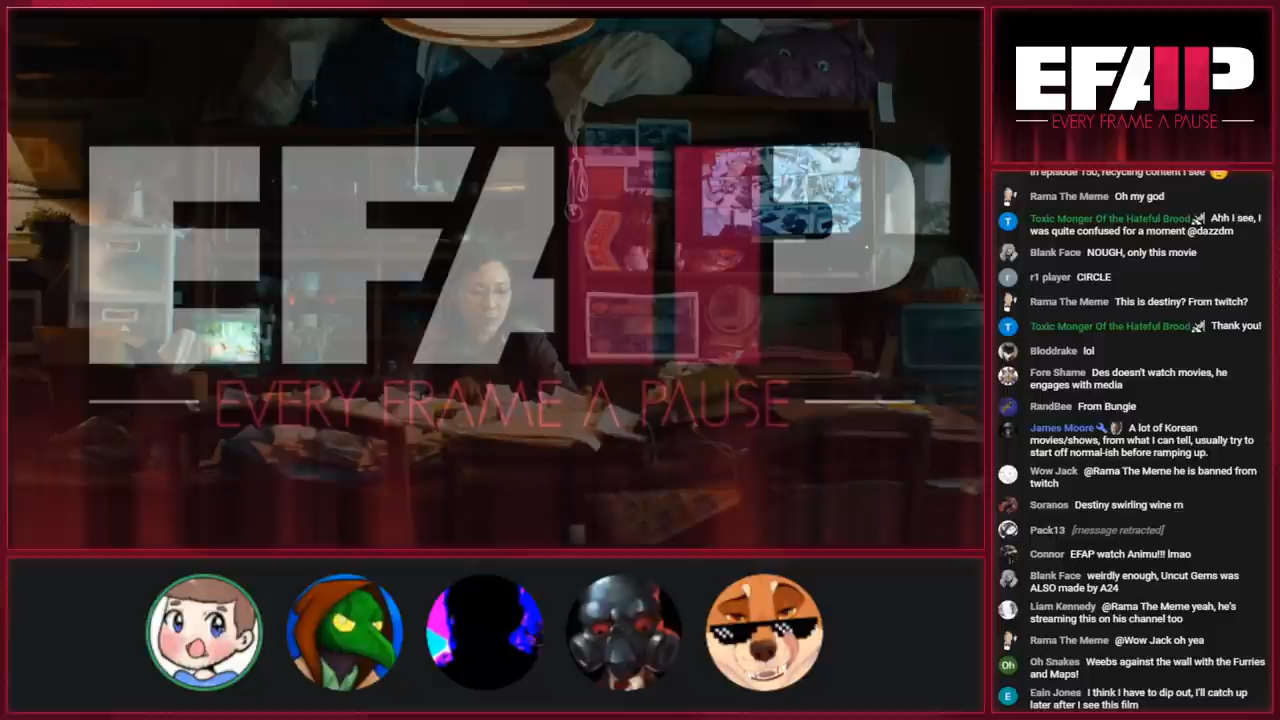 EFAP
EVERY FRAME A PAUSE
EFAP
EVERY FRAME A PAUSE
in episode 150, recycling content I see
Rama The Meme Oh my god
Toxic Monger Of the Hateful Brood Ahh I see, I
was quite confused for a moment @dazzdm
Blank Face NOUGH, only this movie
r1 player CIRCLE
Rama The Meme This is destiny? From twitch?
Toxic Monger Of the Hateful Brood Thank you!
Bloddrake lol
Fore Shame Des doesn't watch movies, he
engages with media
RandBee From Bungie
James Moore A lot of Korean
movies/shows, from what I can tell, usually try to
start off normal-ish before ramping up.
Wow Jack @Rama The Meme he is banned from
twitch
Soranos Destiny swirling wine rn
Pack13 [message retracted]
Connor EFAP watch Animu!!! lmao
Blank Face weirdly enough, Uncut Gems was
ALSO made by A24
Liam Kennedy @Rama The Meme yeah, he's
streaming this on his channel too
Rama The Meme @Wow Jack oh yea
Oh Snakes Weebs against the wall with the Furries
and Maps!
Eain Jones I think I have to dip out, I'll catch up
later after I see this film